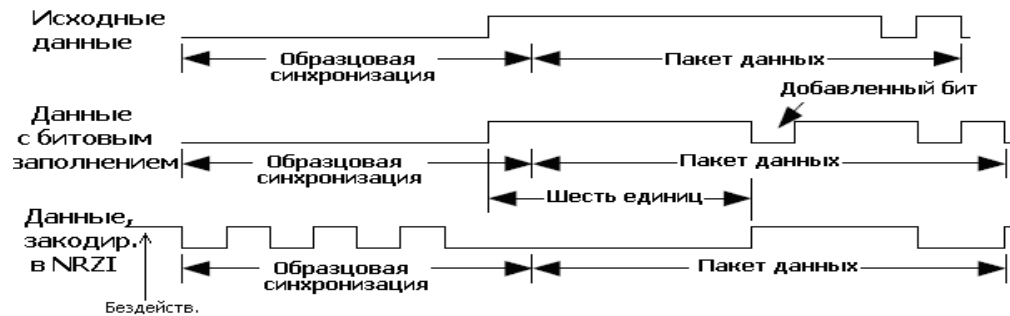 Исходные
данные
Образцовая
синхронизация
Пакет данных
Добавленный бит
Данные
с битовым
заполнением
Образцовая
синхронизация
Пакет данных
Шесть единиц
Данные,
закодир.
в NRZI
Образцовая
синхронизация
Пакет данных
Бездейств.